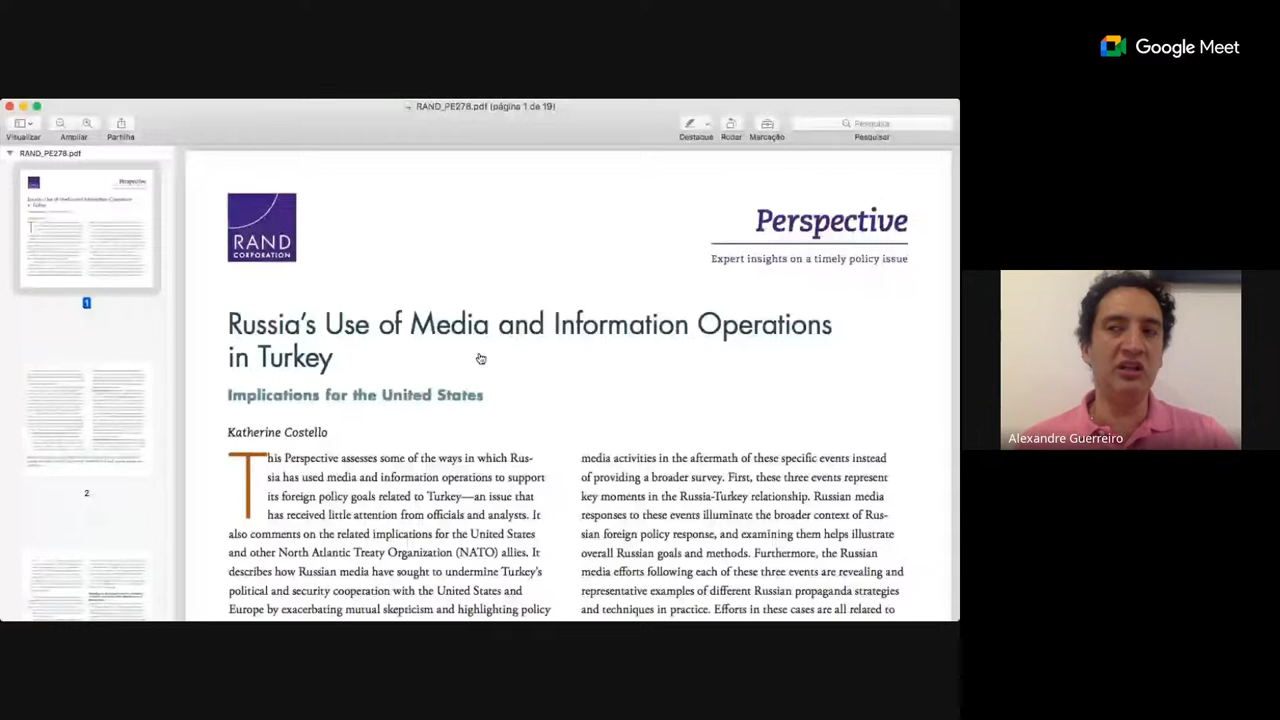 Google Meet
RAND_PE278.pdf (página 1 de 19)
Visualizar
Ampliar
Partilha
Destaque
Rodar
Marcação
Pesquisa
Pesquisar
RAND_PE278.pdf
Perspective
1
2
RAND
CORPORATION
Perspective
Expert insights on a timely policy issue
Russia's Use of Media and Information Operations
in Turkey
Implications for the United States
Katherine Costello
This Perspective assesses some of the ways in which Rus-
sia has used media and information operations to support
its foreign policy goals related to Turkey—an issue that
has received little attention from officials and analysts. It
also comments on the related implications for the United States
and other North Atlantic Treaty Organization (NATO) allies. It
describes how Russian media have sought to undermine Turkey's
political and security cooperation with the United States and
Europe by exacerbating mutual skepticism and highlighting policy
media activities in the aftermath of these specific events instead
of providing a broader survey. First, these three events represent
key moments in the Russia-Turkey relationship. Russian media
responses to these events illuminate the broader context of Rus-
sian foreign policy response, and examining them helps illustrate
overall Russian goals and methods. Furthermore, the Russian
media efforts following each of these three events are revealing and
representative examples of different Russian propaganda strategies
and techniques in practice. Efforts in these cases are all related to
Alexandre Guerreiro